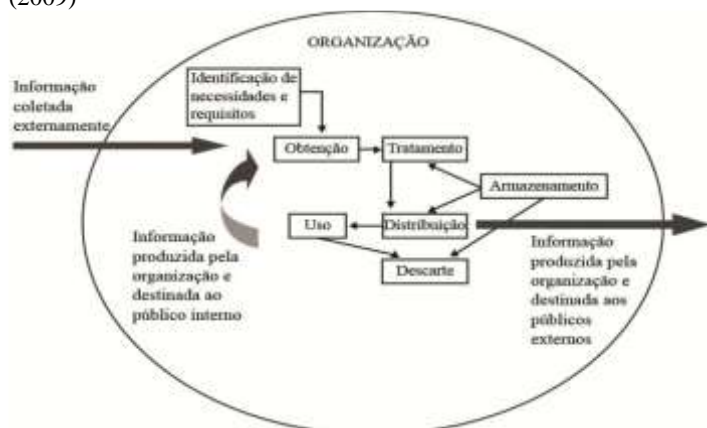 (2009)
ORGANIZAÇÃO
Informação
coletada
externamente
Identificação de
necessidades e
requisitos
Obtenção
Tratamento
Armazenamento
Uso
Distribuição
Descarte
Informação
produzida pela
organização e
destinada ao
público interno
Informação
produzida pela
organização e
destinada aos
públicos
externos